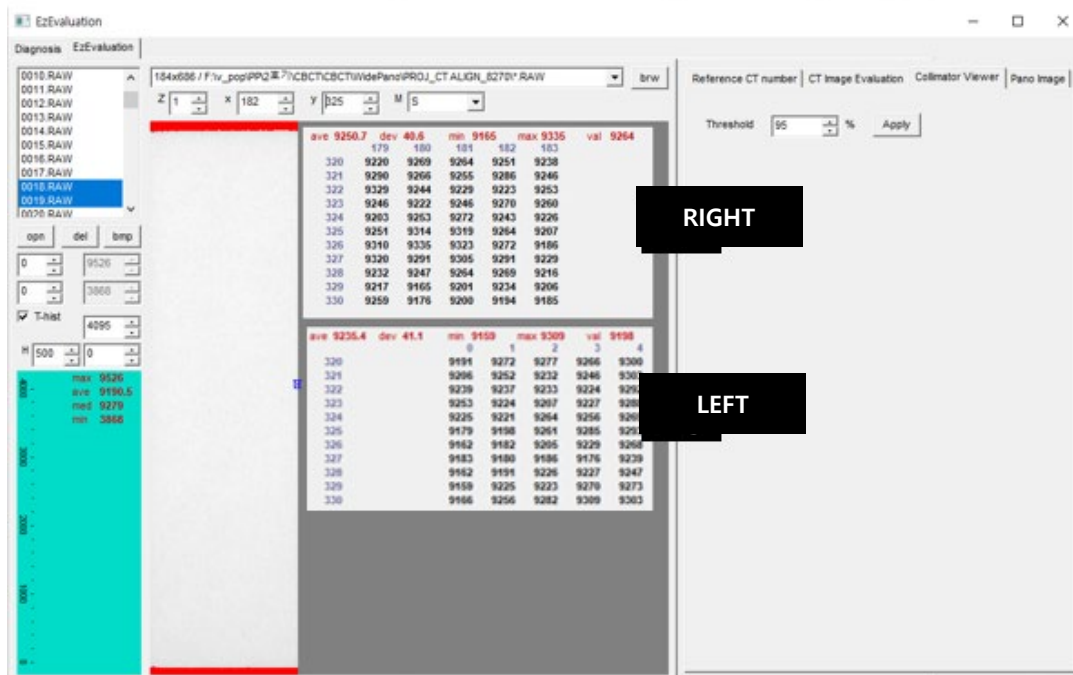 EzEvaluation
Diagnosis EzEvaluation
0010.RAW
0011.RAW
0012.RAW
0013.RAW
0014.RAW
0015.RAW
0016.RAW
0017.RAW
0018.RAW
0019.RAW
0020.RAW
opn del bmp
0 9526
0 3868
T-hist 4095
H 500 0
max 9526
ave 9190.5
med 9279
min 3868
4000
3000
2000
1000
0
184x686 / ALIGN_8270\*.RAW brw
Z 1 x 182 y 325 M S
ave 9250.7 dev 40.6 min 9165 max 9335 val 9264
179 180 181 182 183
320 9220 9269 9264 9251 9238
321 9290 9266 9255 9286 9246
322 9329 9244 9229 9223 9253
323 9246 9222 9246 9270 9260
324 9203 9253 9272 9243 9226
325 9251 9314 9319 9264 9207
326 9310 9335 9323 9272 9186
327 9320 9291 9305 9291 9229
328 9232 9247 9264 9269 9216
329 9217 9165 9201 9234 9206
330 9259 9176 9200 9194 9185
RIGHT
ave 9235.4 dev 41.1 min 9159 max 9309 val 9198
0 1 2 3 4
320 9191 9272 9277 9266 9300
321 9206 9252 9232 9246
322 9239 9237 9233 9224
323 9253 9224 9207 9227
324 9225 9221 9264 9256
325 9179 9198 9261 9285
326 9162 9182 9205 9229 9268
327 9183 9180 9186 9176 9239
328 9162 9191 9226 9227 9247
329 9159 9225 9223 9270 9273
330 9166 9256 9282 9309 9303
LEFT
Reference CT number CT Image Evaluation Collimator Viewer Pano Image
Threshold 95 % Apply